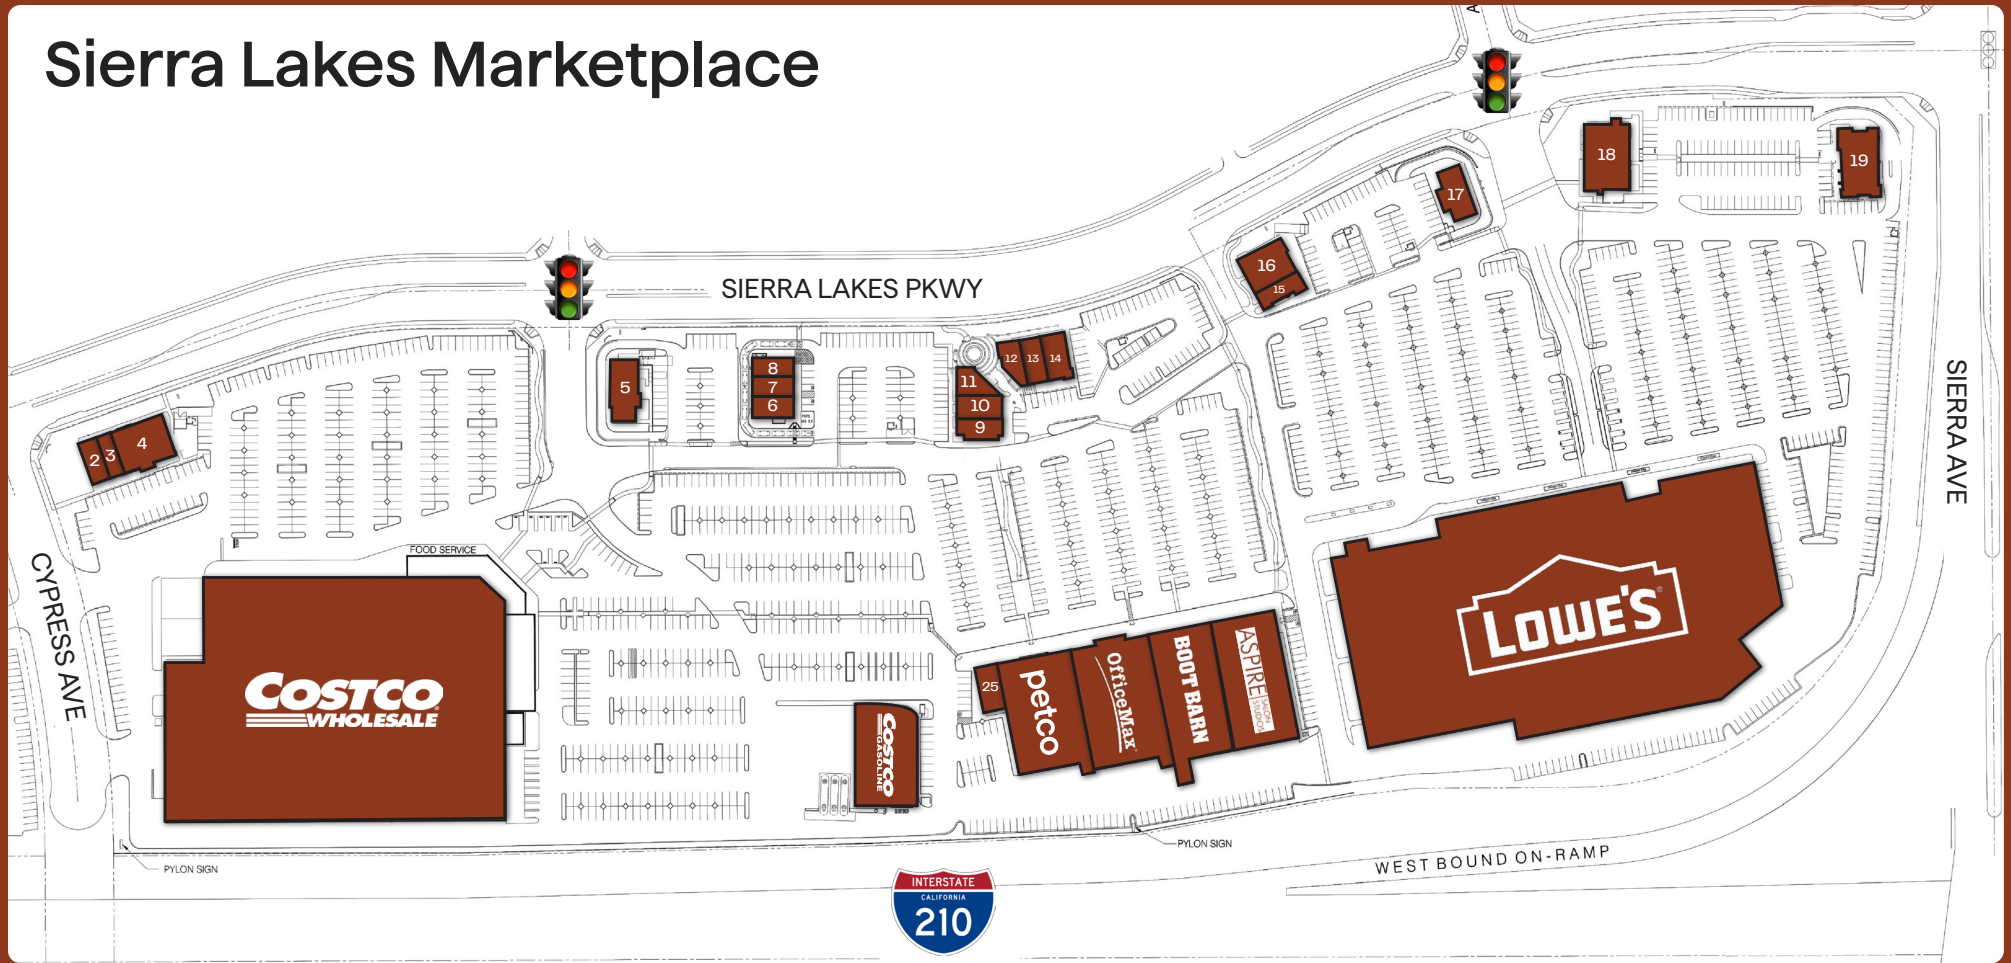 Sierra Lakes Marketplace
18
19
17
16
15
SIERRA LAKES PKWY
5
8
7
6
12
13
14
11
10
9
2
3
4
SIERRA AVE
CYPRESS AVE
FOOD SERVICE
COSTCO
WHOLESALE
COSTCO
GASOLINE
25
petco
OfficeMax
BOOT BARN
ASPIRE
SALON
STUDIOS
LOWE'S
PYLON SIGN
PYLON SIGN
WEST BOUND ON-RAMP
INTERSTATE
CALIFORNIA
210